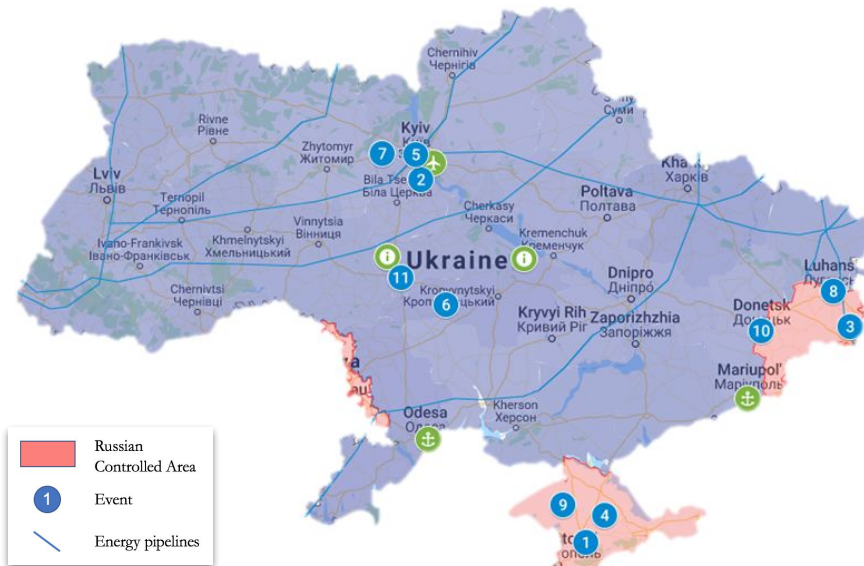 Chernihiv
Чернігів
Суми
Rivne
Рівне
Kyiv
7
5
Zhytomyr
Житомир
2
Біла Церква
Lviv
ЛЬВІВ
Харків
Ternopil
Тернопіль
Poltava
Полтава
Cherkasy
Черкаси
Vinnytsia
Вінниця
Khmelnytskyi
Хмельницький
Ivano-Frankivsk
Івано-Франківськ
Kremenchuk
Кременчук
Ukraine
11
Chernivtsi
Чернівці
Dnipro
Дніпро
8
6
Kryvyi Rih
Кривий Ріг
Zaporizhzhia
Запоріжжя
Donetsk
10
3
Mariupol'
Маріуполь
Odesa
Kherson
Херсон
9
4
1
Russian
Controlled Area
1
Event
Energy pipelines